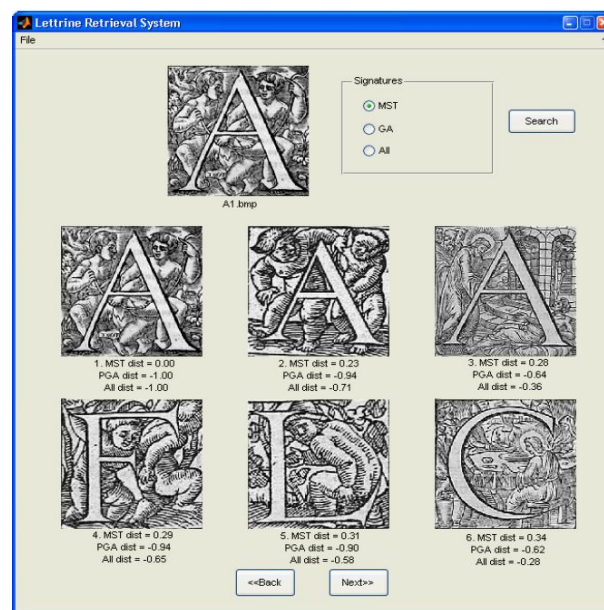 Lettrine Retrieval System
File
Signatures
MST
GA
All
Search
A
A1.bmp
A
A
A
1. MST dist = 0.00
PGA dist = -1.00
All dist = -1.00
2. MST dist = 0.23
PGA dist = -0.94
All dist = -0.71
3. MST dist = 0.28
PGA dist = -0.64
All dist = -0.36
F
L
C
4. MST dist = 0.29
PGA dist = -0.94
All dist = -0.65
5. MST dist = 0.31
PGA dist = -0.90
All dist = -0.58
6. MST dist = 0.34
PGA dist = -0.62
All dist = -0.28
<<Back
Next>>